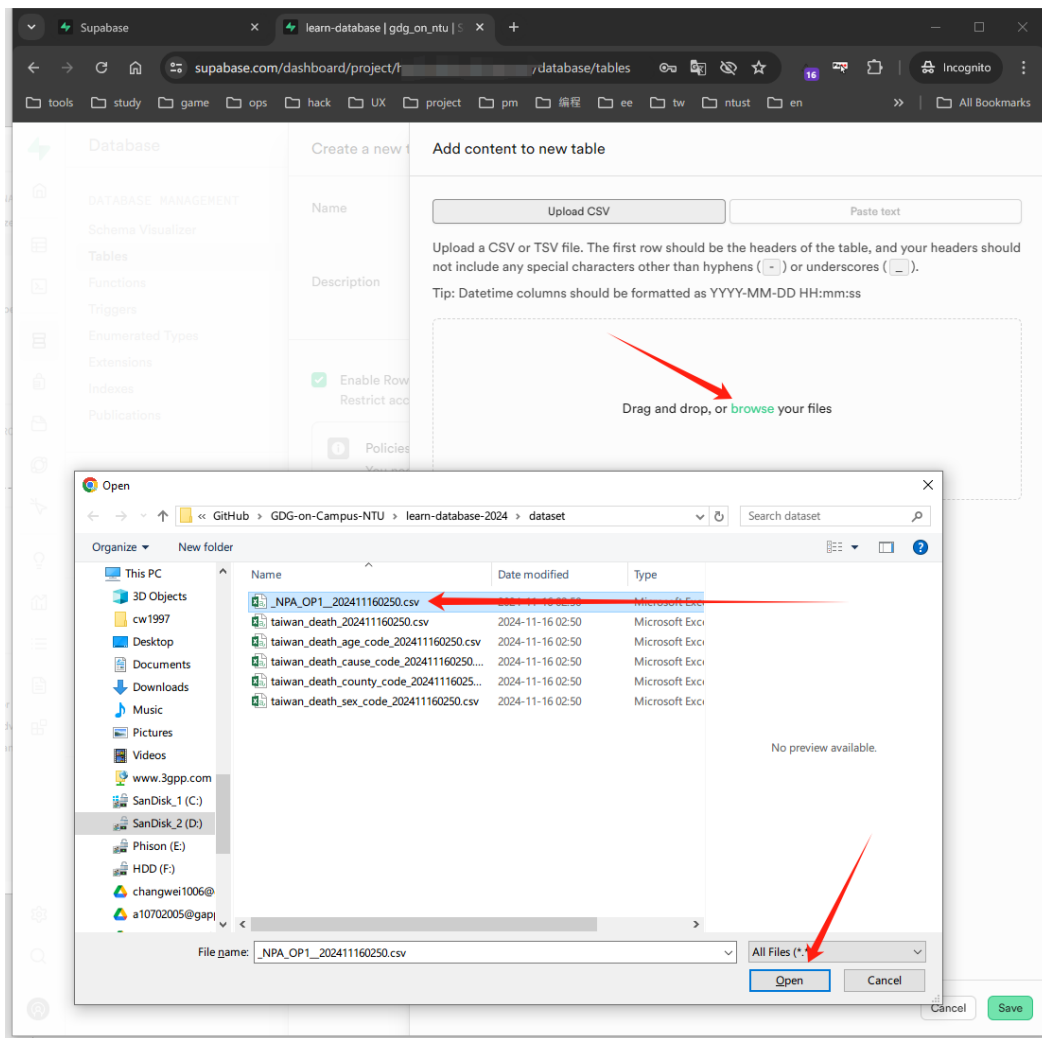 Supabase
learn-database | gdg_on_ntu | S
supabase.com/dashboard/project/h
/database/tables
16
Incognito
tools
study
game
ops
hack
UX
project
pm
编程
ee
tw
ntust
en
»
All Bookmarks
Database
Create a new t
Add content to new table
DATABASE MANAGEMENT
Schema Visualizer
Tables
Functions
Triggers
Enumerated Types
Extensions
Indexes
Publications
Name
Description
Enable Row
Restrict acc
Policies
Upload CSV
Paste text
Upload a CSV or TSV file. The first row should be the headers of the table, and your headers should
not include any special characters other than hyphens ( - ) or underscores ( _ ).
Tip: Datetime columns should be formatted as YYYY-MM-DD HH:mm:ss
Drag and drop, or browse your files
Open
« GitHub > GDG-on-Campus-NTU > learn-database-2024 > dataset
Search dataset
Organize
New folder
This PC
3D Objects
cw1997
Desktop
Documents
Downloads
Music
Pictures
Videos
www.3gpp.com
SanDisk_1 (C:)
SanDisk_2 (D:)
Phison (E:)
HDD (F:)
changwei1006@
a10702005@gap
Name Date modified Type
_NPA_OP1__202411160250.csv 2024-11-16 02:50 Microsoft Exce
taiwan_death_202411160250.csv 2024-11-16 02:50 Microsoft Exce
taiwan_death_age_code_202411160250.csv 2024-11-16 02:50 Microsoft Exce
taiwan_death_cause_code_202411160250.... 2024-11-16 02:50 Microsoft Exce
taiwan_death_county_code_20241116025... 2024-11-16 02:50 Microsoft Exce
taiwan_death_sex_code_202411160250.csv 2024-11-16 02:50 Microsoft Exce
No preview available.
File name: _NPA_OP1__202411160250.csv
All Files (*.*
Open
Cancel
Cancel
Save